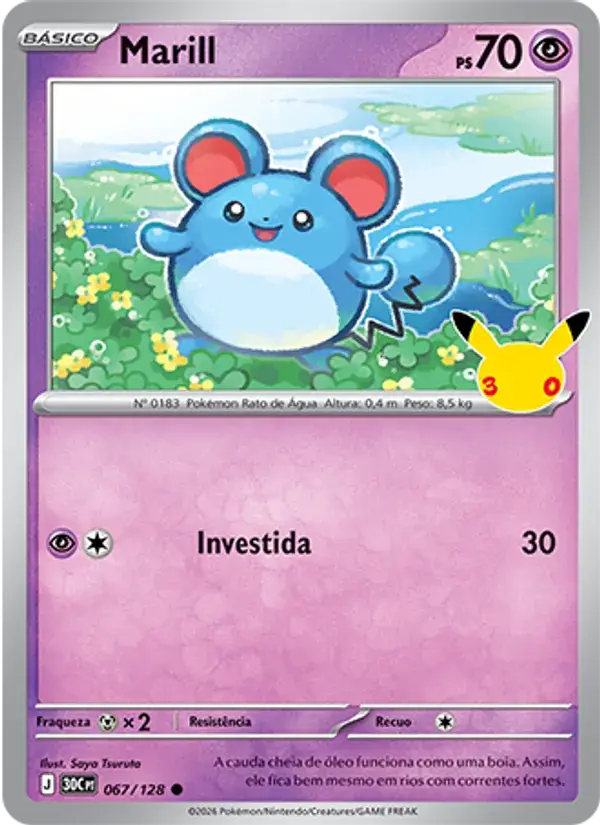 BÁSICO
Marill
PS70
30
Nº 0183 Pokémon Rato de Água Altura: 0,4 m Peso: 8,5 kg
Investida 30
Fraqueza ×2 Resistência Recuo
Ilust. Saya Tsuruta
A cauda cheia de óleo funciona como uma boia. Assim,
ele fica bem mesmo em rios com correntes fortes.
J 30C PT 067/128
©2026 Pokémon/Nintendo/Creatures/GAME FREAK